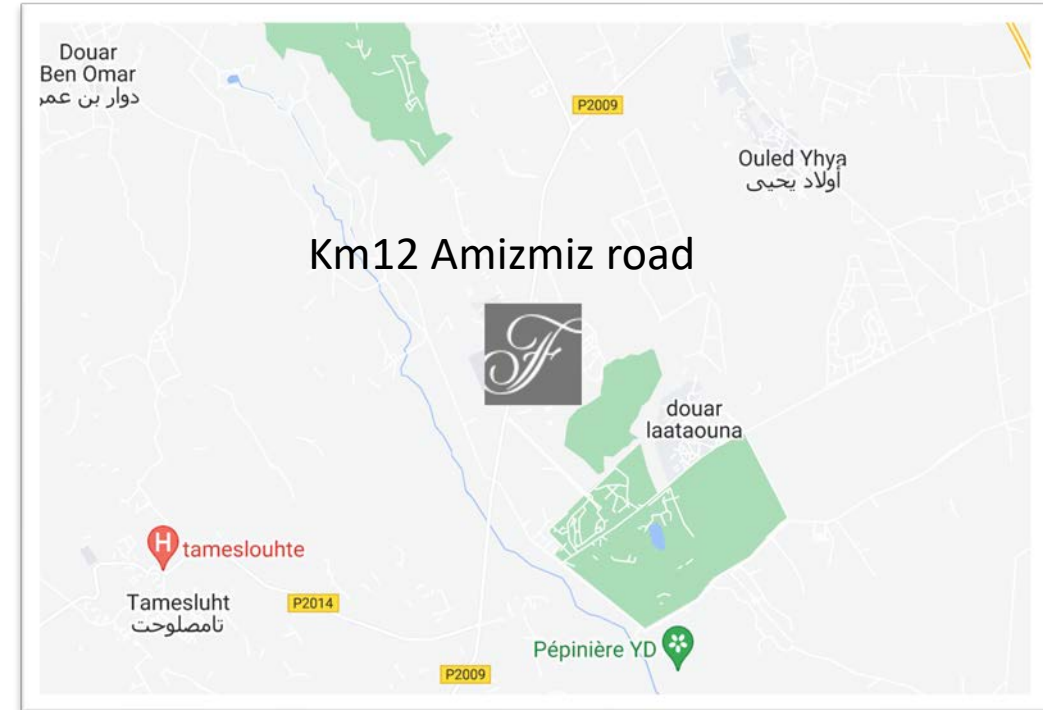 Douar
Ben Omar
دوار بن عمر
P2009
Ouled Yhya
أولاد يحيى
Km12 Amizmiz road
F
douar
laataouna
H tameslouhte
Tamesluht
تامصلوحت
P2014
Pépinière YD
P2009